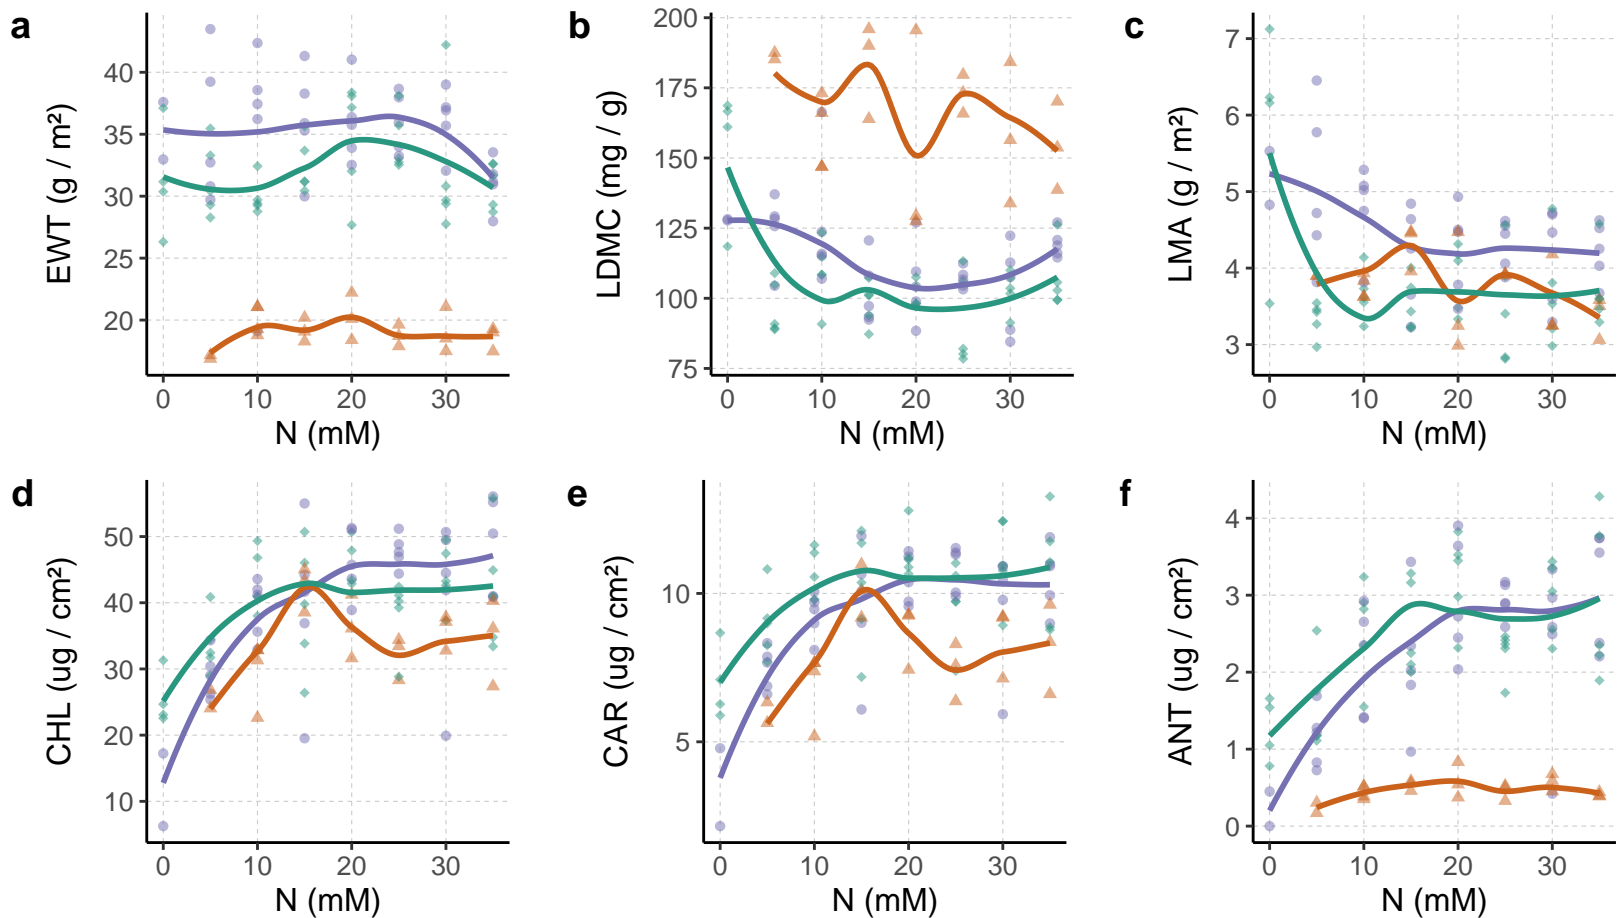 a
EWT (g / m²)
40
35
30
25
20
0 10 20 30
N (mM)
b
LDMC (mg / g)
200
175
150
125
100
75
0 10 20 30
N (mM)
c
LMA (g / m²)
7
6
5
4
3
0 10 20 30
N (mM)
d
CHL (ug / cm²)
50
40
30
20
10
0 10 20 30
N (mM)
e
CAR (ug / cm²)
10
5
0 10 20 30
N (mM)
f
ANT (ug / cm²)
4
3
2
1
0
0 10 20 30
N (mM)